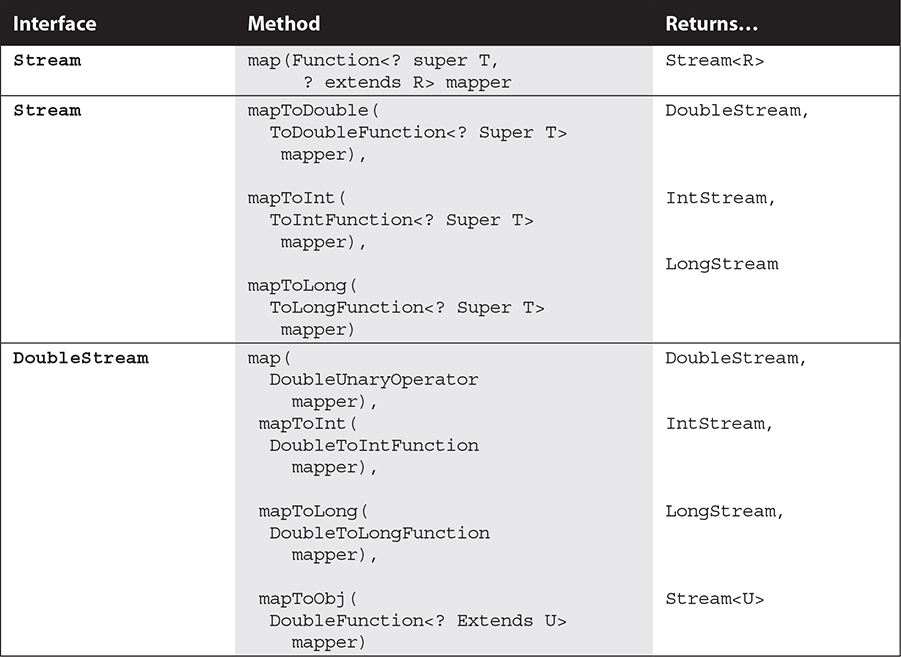 Interface Method Returns…
Stream map(Function<? super T, Stream<R>
? extends R> mapper
Stream mapToDouble( DoubleStream,
ToDoubleFunction<? Super T>
mapper),
mapToInt( IntStream,
ToIntFunction<? Super T>
mapper),
LongStream
mapToLong(
ToLongFunction<? Super T>
mapper)
DoubleStream map( DoubleStream,
DoubleUnaryOperator
mapper),
mapToInt( IntStream,
DoubleToIntFunction
mapper),
mapToLong( LongStream,
DoubleToLongFunction
mapper),
mapToObj( Stream<U>
DoubleFunction<? Extends U>
mapper)